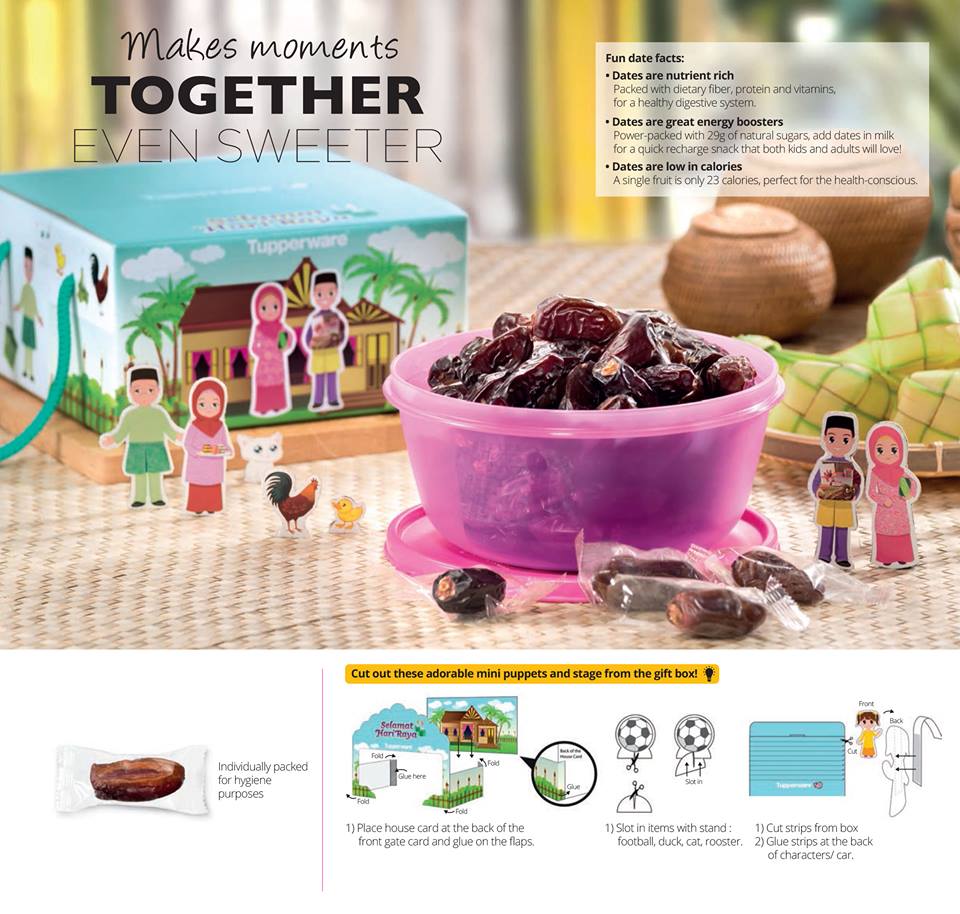 Makes moments
TOGETHER
EVEN SWEETER
Fun date facts:
• Dates are nutrient rich
Packed with dietary fiber, protein and vitamins,
for a healthy digestive system.
• Dates are great energy boosters
Power-packed with 29g of natural sugars, add dates in milk
for a quick recharge snack that both kids and adults will love!
• Dates are low in calories
A single fruit is only 23 calories, perfect for the health-conscious.
Tupperware
Selamat
Hari Raya
Tupperware
Cut out these adorable mini puppets and stage from the gift box!
Individually packed
for hygiene
purposes
Selamat
Hari Raya
Tupperware
Fold
Glue here
Fold
Fold
Fold
Back of the
House Card
Glue
1) Place house card at the back of the
front gate card and glue on the flaps.
Slot in
1) Slot in items with stand :
football, duck, cat, rooster.
Front
Back
Cut
Tupperware
1) Cut strips from box
2) Glue strips at the back
of characters/ car.